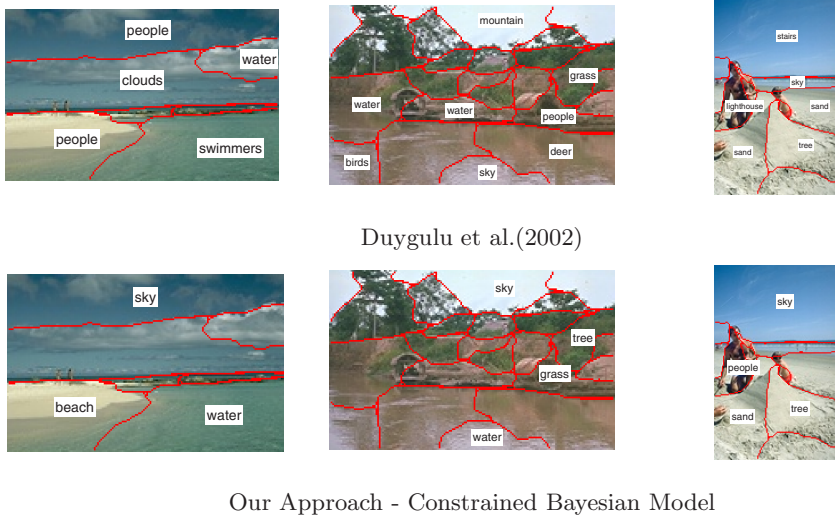 people
water
clouds
people
swimmers
mountain
grass
water
water
people
deer
birds
sky
stairs
sky
lighthouse
sand
sand
tree
Duygulu et al.(2002)
sky
beach
water
sky
tree
grass
water
sky
people
sand
tree
Our Approach - Constrained Bayesian Model